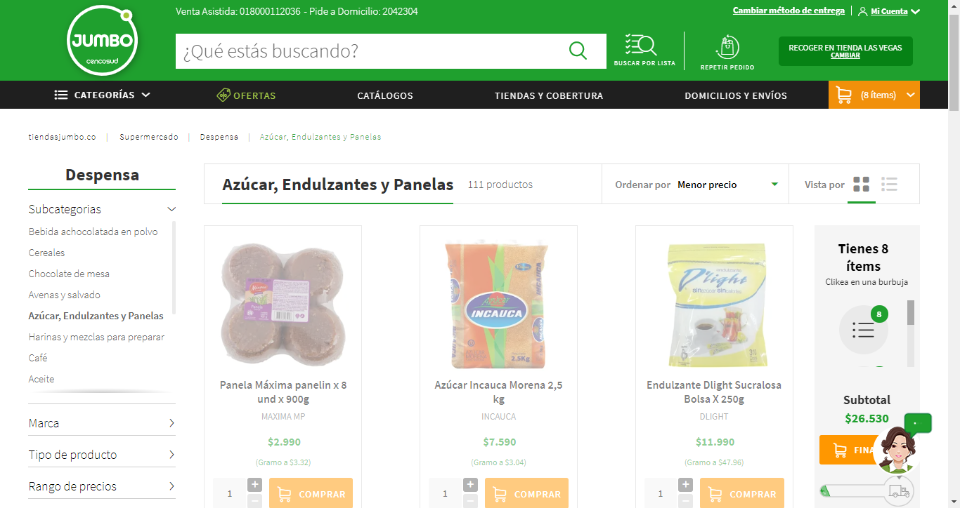 Venta Asistida: 018000112036 - Pide a Domicilio: 2042304
Cambiar método de entrega
Mi Cuenta
JUMBO
cencosud
¿Qué estás buscando?
BUSCAR POR LISTA
REPETIR PEDIDO
RECOGER EN TIENDA LAS VEGAS
CAMBIAR
CATEGORÍAS
OFERTAS
CATÁLOGOS
TIENDAS Y COBERTURA
DOMICILIOS Y ENVÍOS
(8 ítems)
tiendasjumbo.co
Supermercado
Despensa
Azúcar, Endulzantes y Panelas
Despensa
Subcategorias
Bebida achocolatada en polvo
Cereales
Chocolate de mesa
Avenas y salvado
Azúcar, Endulzantes y Panelas
Harinas y mezclas para preparar
Café
Aceite
Marca
Tipo de producto
Rango de precios
Azúcar, Endulzantes y Panelas
111 productos
Ordenar por Menor precio
Vista por
Panela Máxima panelin x 8
und x 900g
MAXIMA MP
$2.990
(Gramo a $3.32)
1
+
−
COMPRAR
INCAUCA
Azúcar Incauca Morena 2,5
kg
INCAUCA
$7.590
(Gramo a $3.04)
1
+
−
COMPRAR
D'light
Endulzante Dlight Sucralosa
Bolsa X 250g
DLIGHT
$11.990
(Gramo a $47.96)
1
+
−
COMPRAR
Tienes 8
ítems
Clikea en una burbuja
8
Subtotal
$26.530
FINA